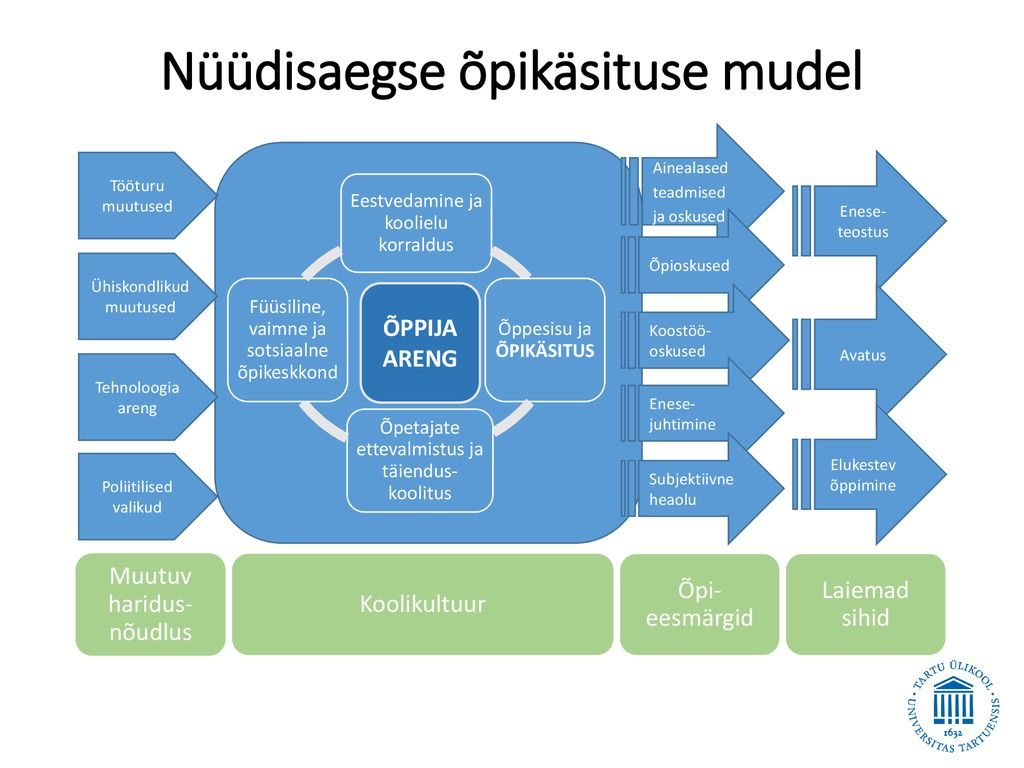 Nüüdisaegse õpikäsituse mudel
Tööturu
muutused
Ühiskondlikud
muutused
Tehnoloogia
areng
Poliitilised
valikud
Eestvedamine ja
koolielu
korraldus
Füüsiline,
vaimne ja
sotsiaalne
õpikeskkond
ÕPPIJA
ARENG
Õppesisu ja
ÕPIKÄSITUS
Õpetajate
ettevalmistus ja
täiendus-
koolitus
Ainealased
teadmised
ja oskused
Õpioskused
Koostöö-
oskused
Enese-
juhtimine
Subjektiivne
heaolu
Enese-
teostus
Avatus
Elukestev
õppimine
Muutuv
haridus-
nõudlus
Koolikultuur
Õpi-
eesmärgid
Laiemad
sihid
TARTU ÜLIKOOL
1632
UNIVERSITAS TARTUENSIS